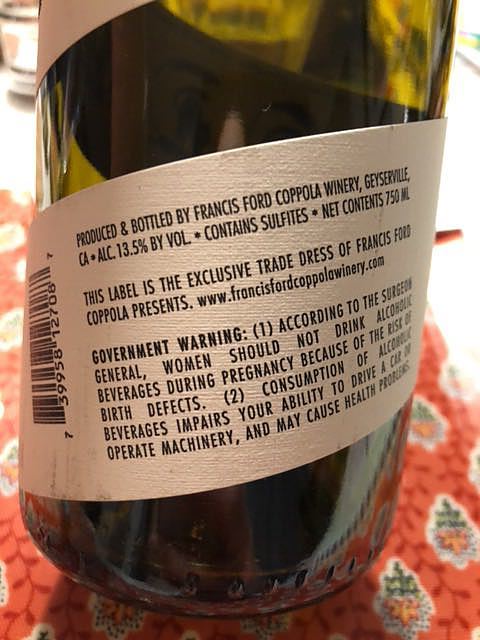 PRODUCED & BOTTLED BY FRANCIS FORD COPPOLA WINERY, GEYSERVILLE,
CA • ALC. 13.5% BY VOL. • CONTAINS SULFITES • NET CONTENTS 750 ML
THIS LABEL IS THE EXCLUSIVE TRADE DRESS OF FRANCIS FORD
COPPOLA PRESENTS. www.francisfordcoppolawinery.com
GOVERNMENT WARNING: (1) ACCORDING TO THE SURGEON
GENERAL, WOMEN SHOULD NOT DRINK ALCOHOLIC
BEVERAGES DURING PREGNANCY BECAUSE OF THE RISK OF
BIRTH DEFECTS. (2) CONSUMPTION OF ALCOHOLIC
BEVERAGES IMPAIRS YOUR ABILITY TO DRIVE A CAR OR
OPERATE MACHINERY, AND MAY CAUSE HEALTH PROBLEMS.
7 39958 12708 7